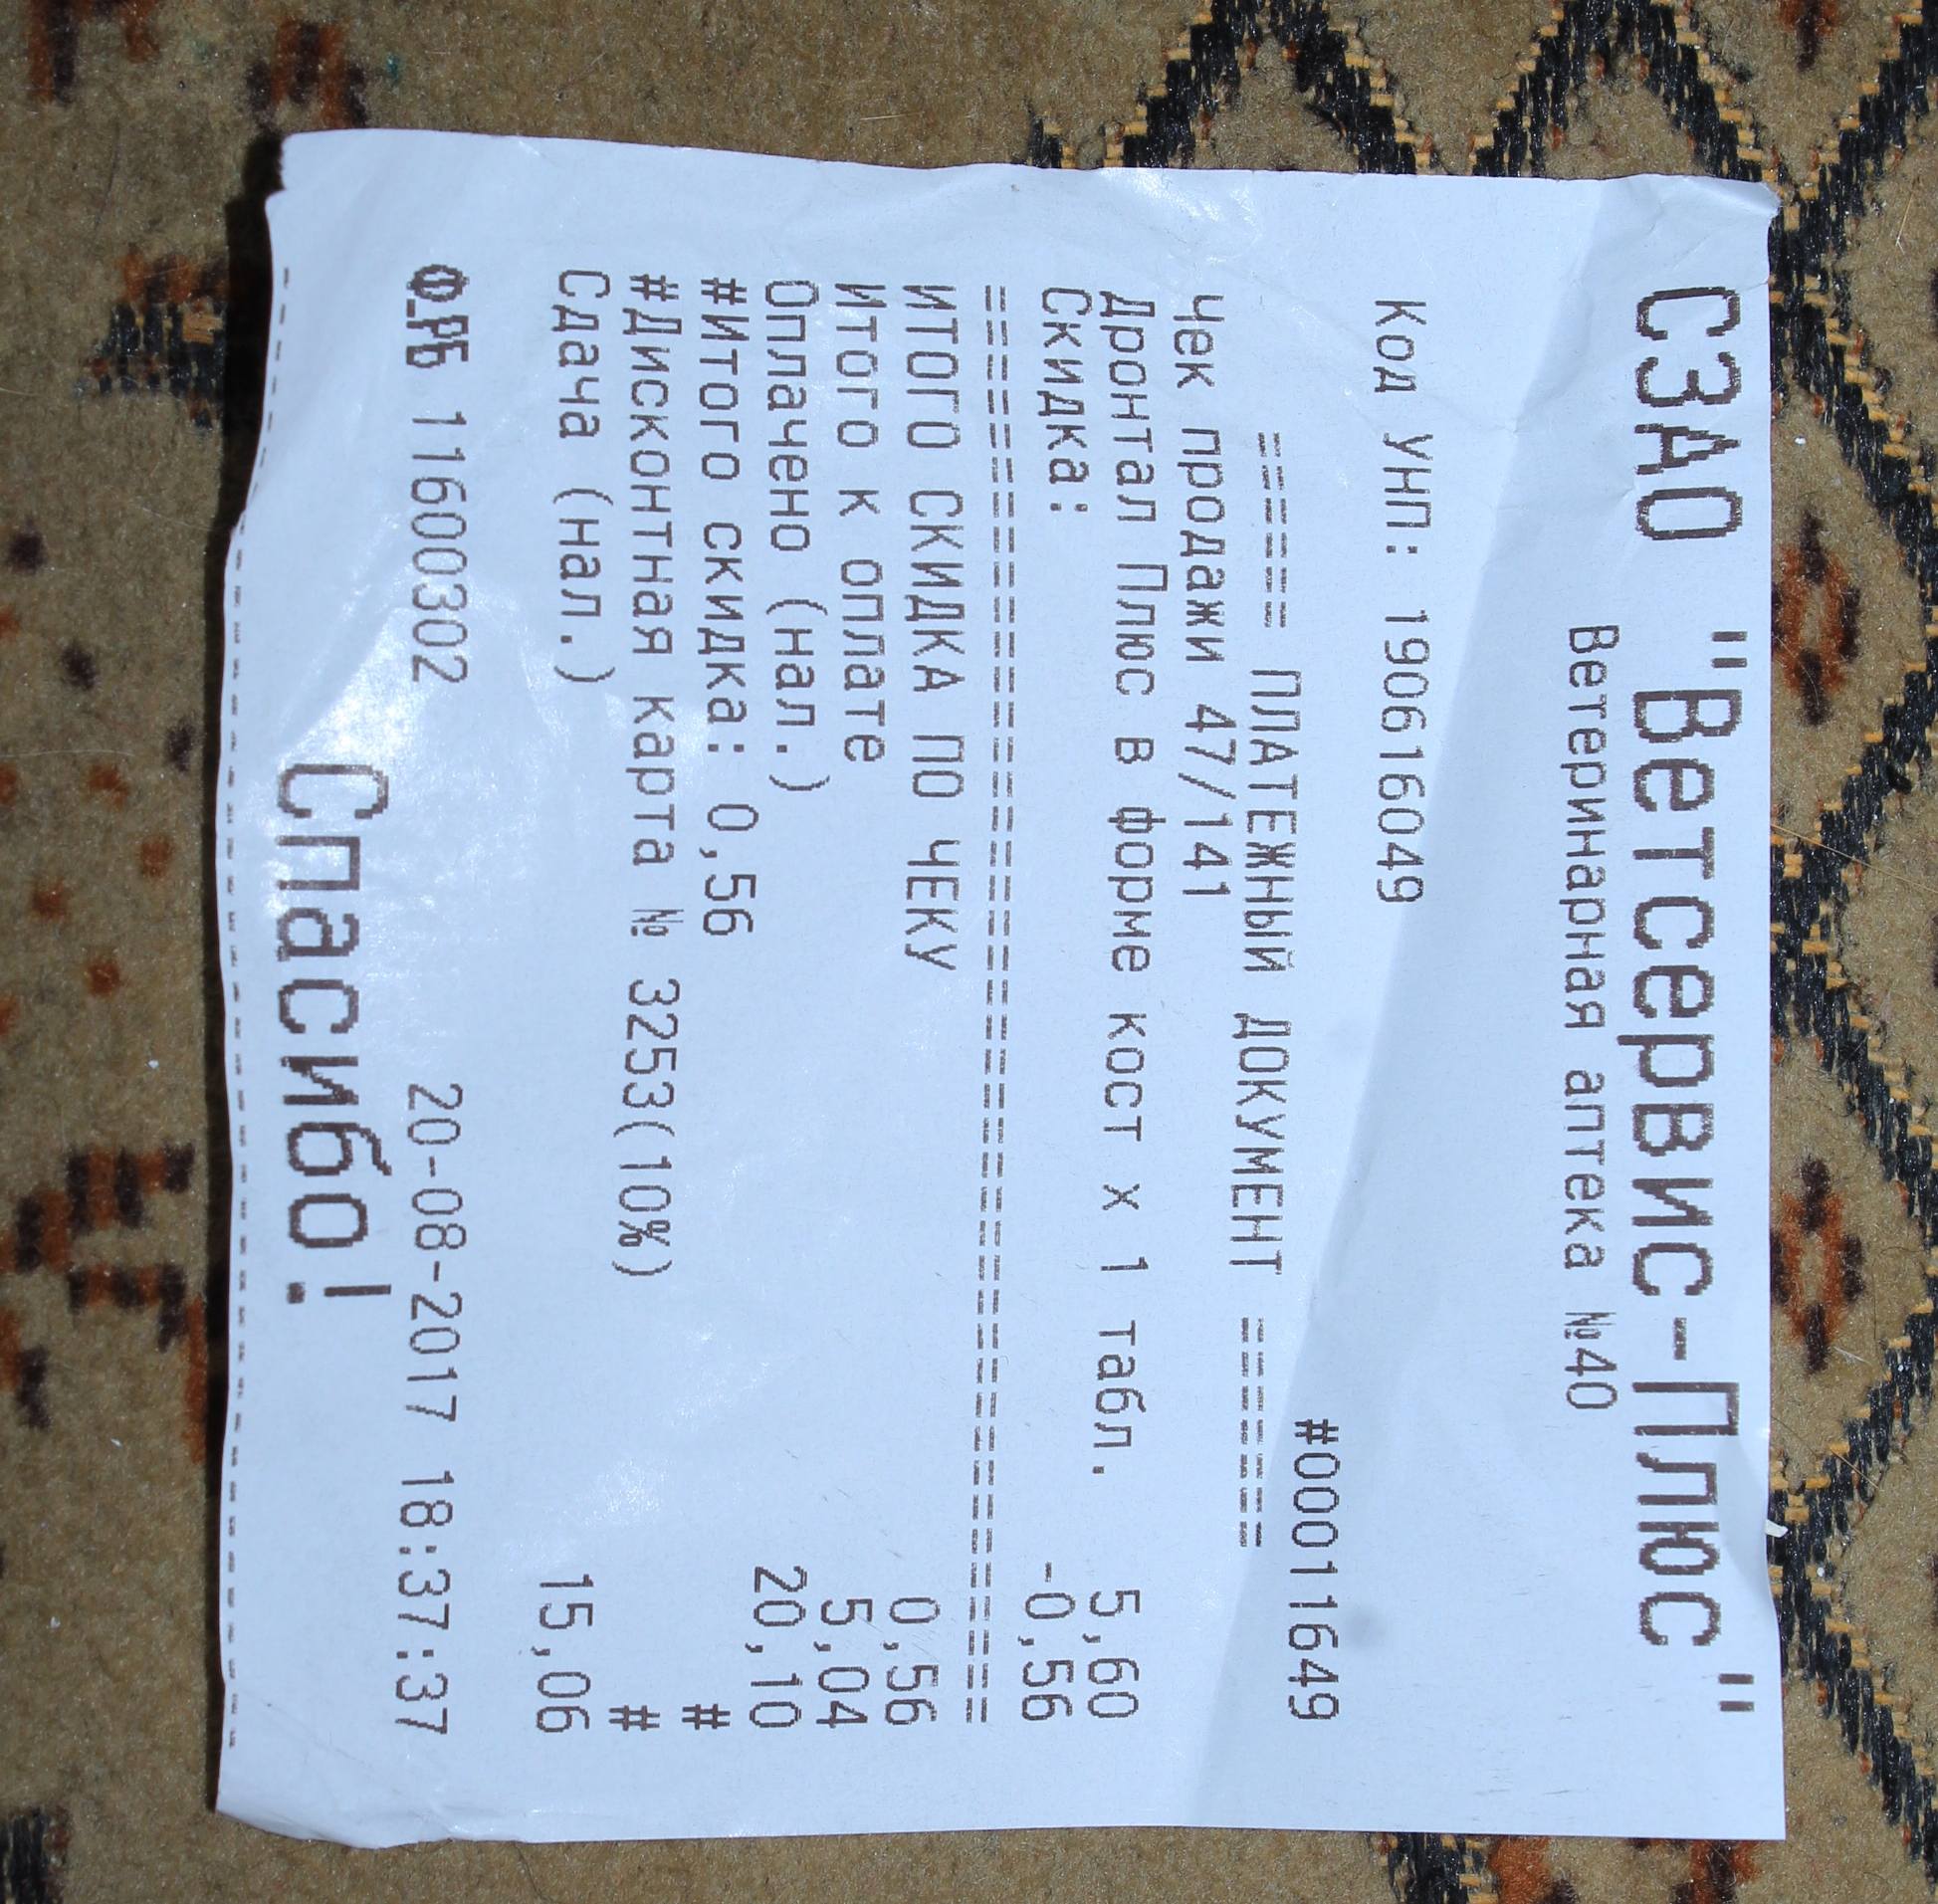 СЗАО "Ветсервис-Плюс"
Ветеринарная аптека №40
Код УНП: 190616049
#00011649
====== ПЛАТЕЖНЫЙ ДОКУМЕНТ =======
Чек продажи 47/141
Дронтал Плюс в форме кост х 1 табл. 5,60
Скидка: -0,56
================================================
ИТОГО СКИДКА ПО ЧЕКУ 0,56
Итого к оплате 5,04
Оплачено (нал.) 20,10
#Итого скидка: 0,56 #
#Дисконтная карта № 3253(10%) #
Сдача (нал.) 15,06
Ф_РБ 11600302 20-08-2017 18:37:37
Спасибо!